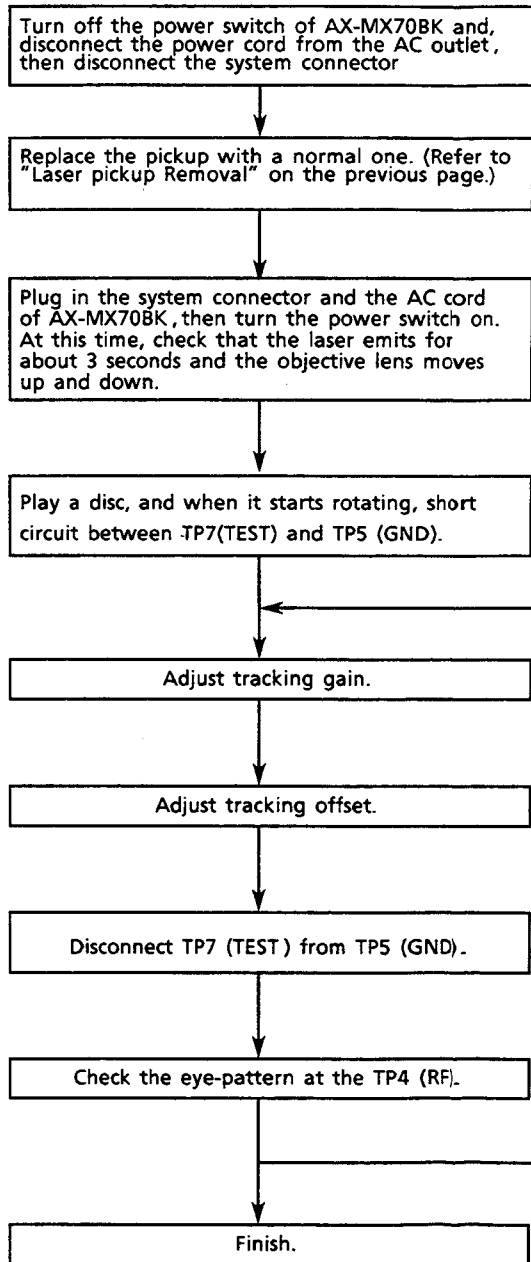 Turn off the power switch of AX-MX70BK and,
disconnect the power cord from the AC outlet,
then disconnect the system connector
Replace the pickup with a normal one. (Refer to
"Laser pickup Removal" on the previous page.)
Plug in the system connector and the AC cord
of AX-MX70BK, then turn the power switch on.
At this time, check that the laser emits for
about 3 seconds and the objective lens moves
up and down.
Play a disc, and when it starts rotating, short
circuit between TP7(TEST) and TP5 (GND).
Adjust tracking gain.
Adjust tracking offset.
Disconnect TP7 (TEST) from TP5 (GND).
Check the eye-pattern at the TP4 (RF).
Finish.